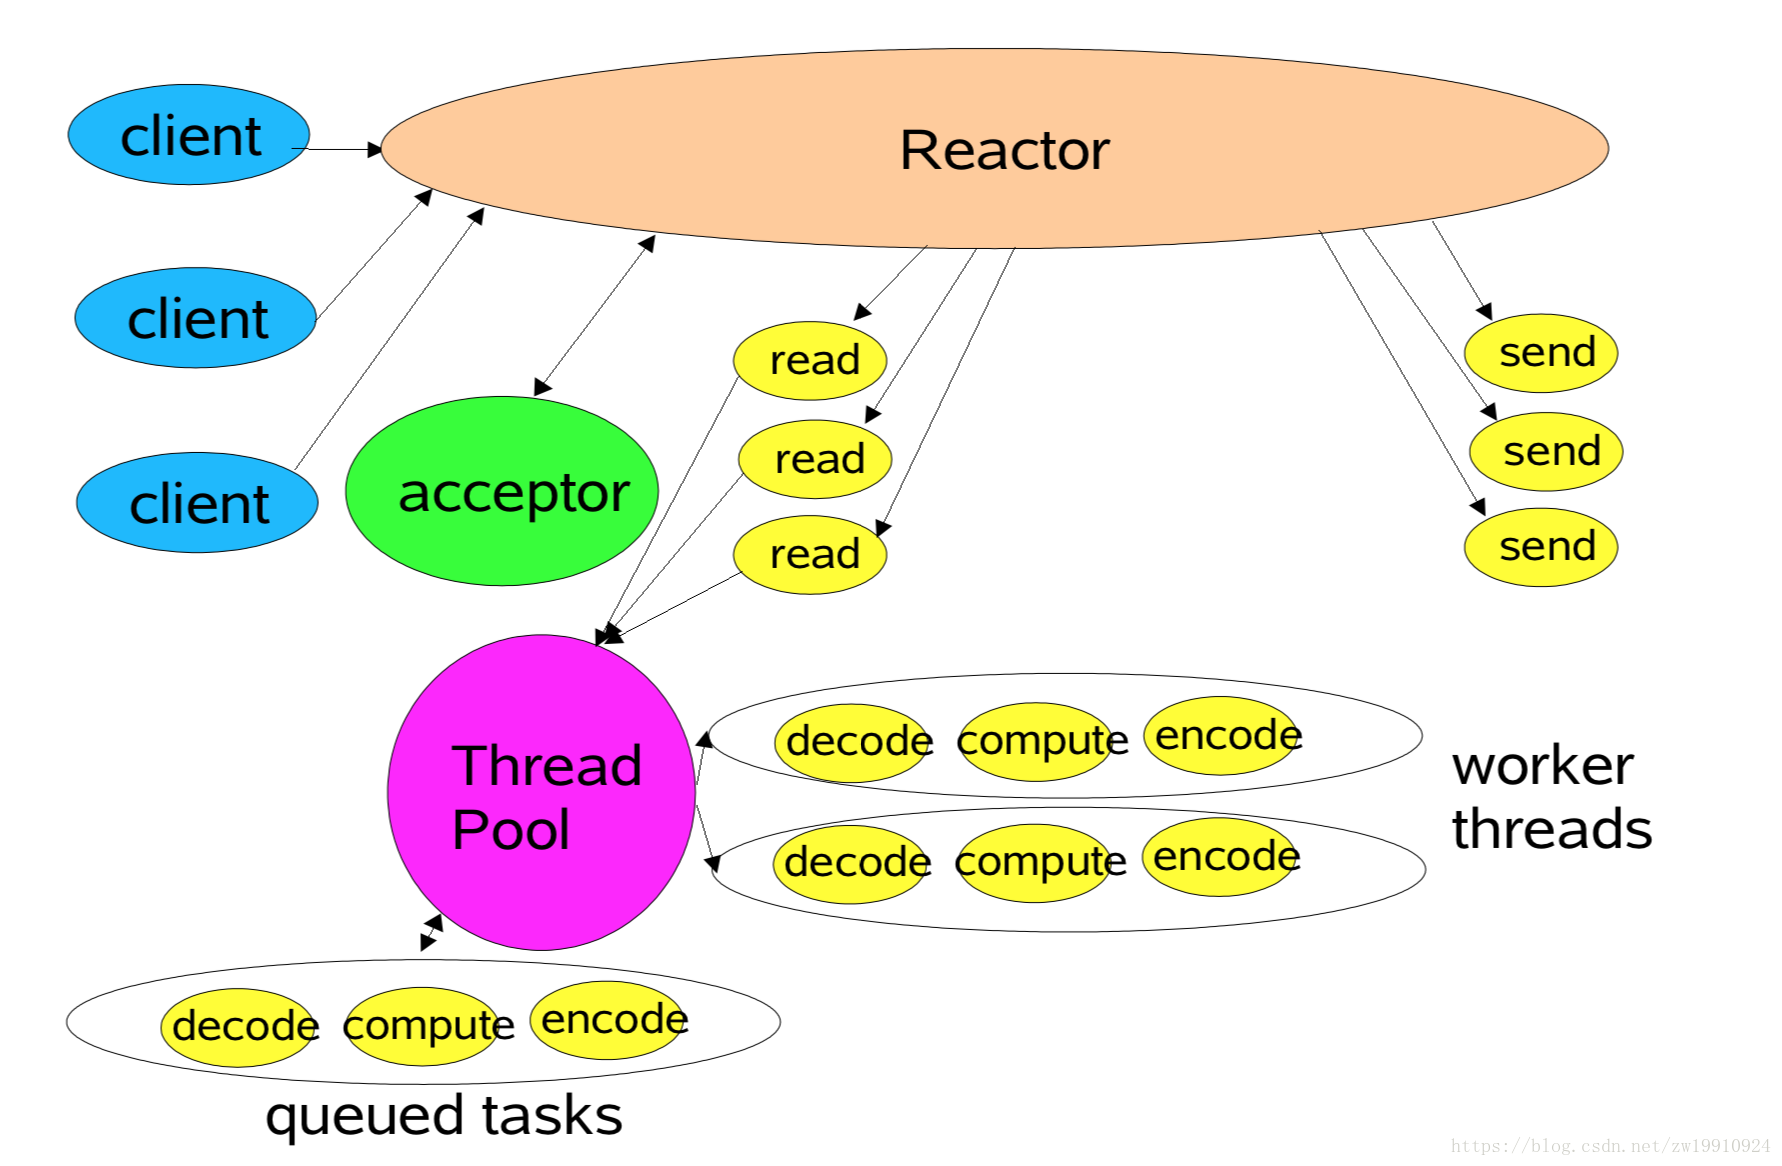 Reactor
client
client
client
acceptor
read
read
read
send
send
send
Thread
Pool
decode compute encode
decode compute encode
worker
threads
decode compute encode
queued tasks
https://blog.csdn.net/zw19910924